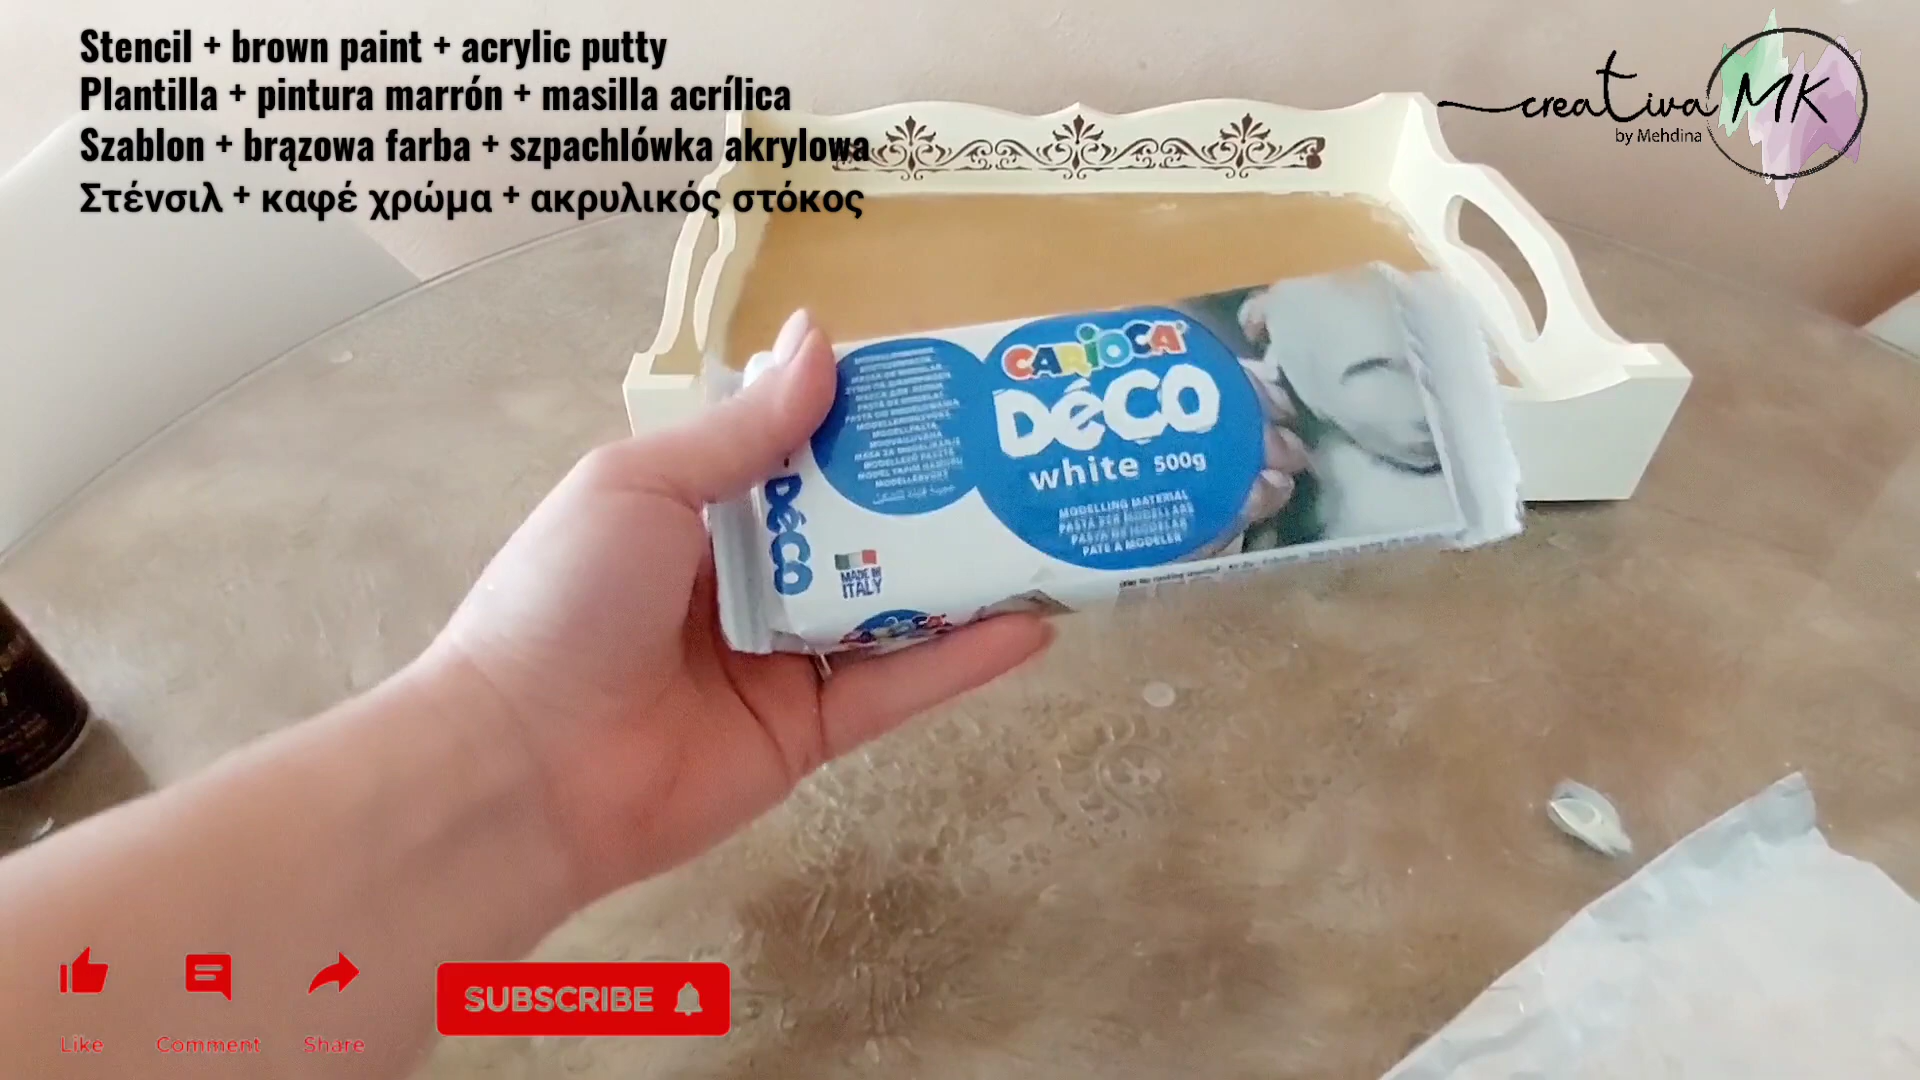 Stencil + brown paint + acrylic putty
Plantilla + pintura marrón + masilla acrílica
Szablon + brązowa farba + szpachlówka akrylowa
Στένσιλ + καφέ χρώμα + ακρυλικός στόκος
creativa MK
by Mehdina
CARIOCA
DéCO
white 500g
MODELLING MATERIAL
PASTA PER MODELLARE
PASTA DE MODELAR
PATE A MODELER
DéCO
MADE IN
ITALY
Like
Comment
Share
SUBSCRIBE